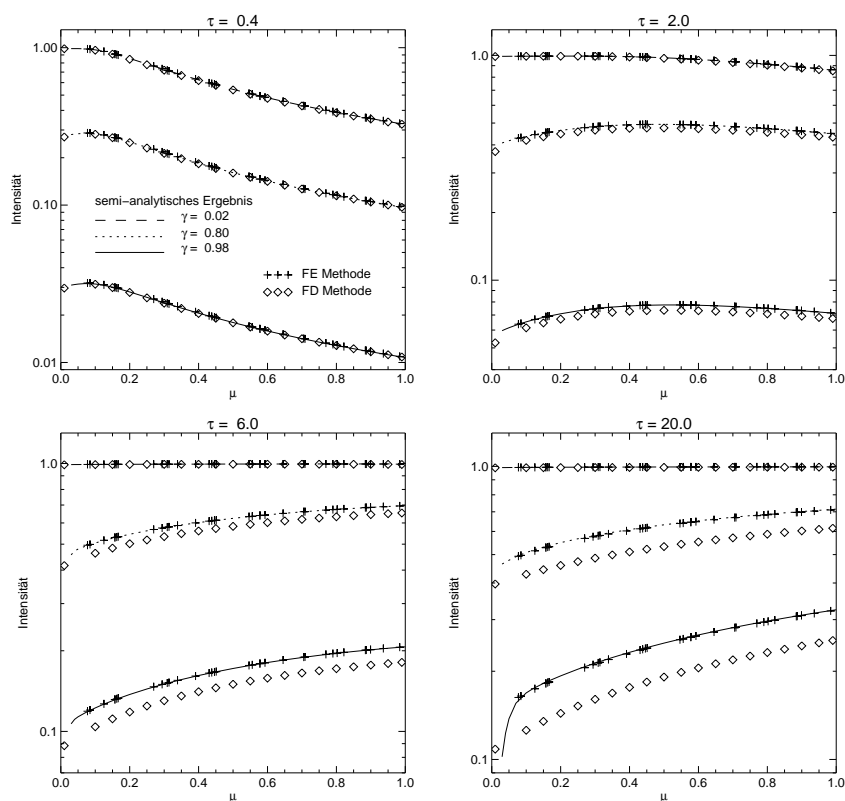 τ = 0.4
1.00
0.10
0.01
Intensität
semi−analytisches Ergebnis
γ = 0.02
γ = 0.80
γ = 0.98
FE Methode
FD Methode
0.0 0.2 0.4 0.6 0.8 1.0
μ
τ = 2.0
1.0
0.1
Intensität
0.0 0.2 0.4 0.6 0.8 1.0
μ
τ = 6.0
1.0
0.1
Intensität
0.0 0.2 0.4 0.6 0.8 1.0
μ
τ = 20.0
1.0
0.1
Intensität
0.0 0.2 0.4 0.6 0.8 1.0
μ